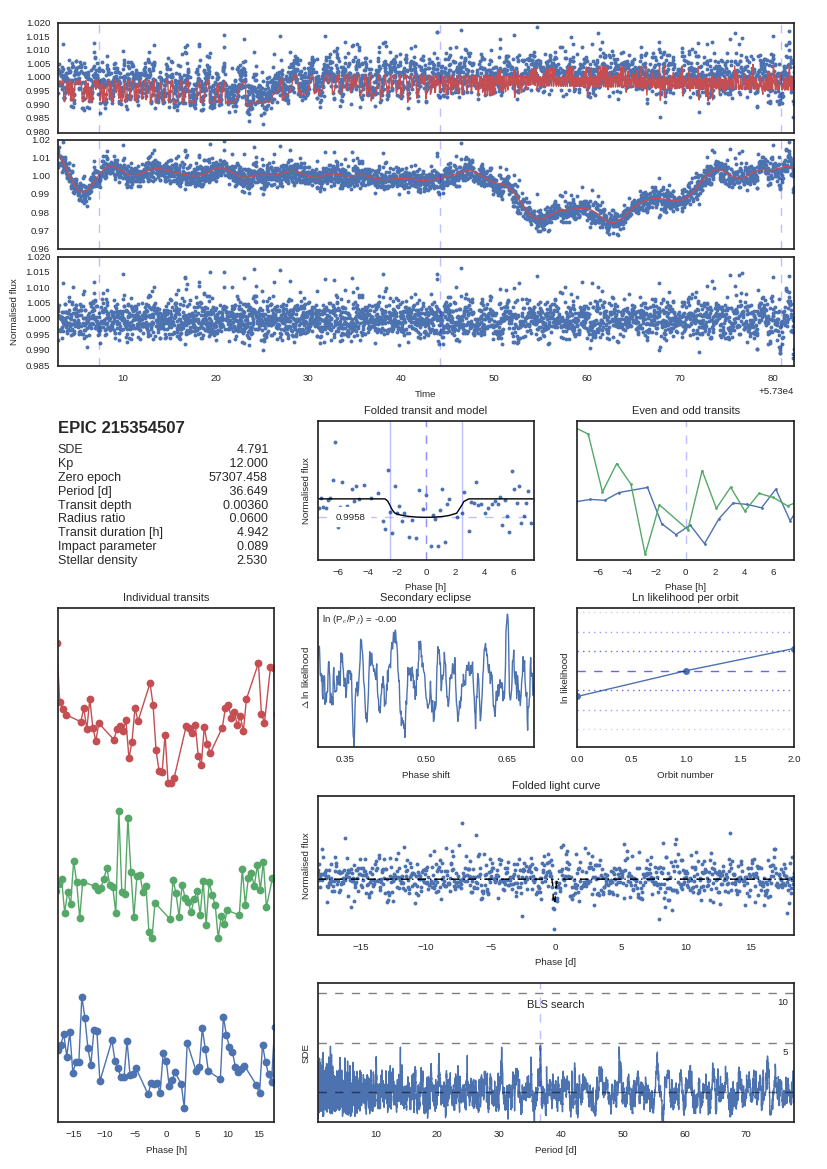 1.020
1.015
1.010
1.005
1.000
0.995
0.990
0.985
0.980
1.02
1.01
1.00
0.99
0.98
0.97
0.96
1.020
1.015
1.010
1.005
1.000
0.995
0.990
0.985
Normalised flux
10 20 30 40 50 60 70 80
Time
+5.73e4
EPIC 215354507
SDE 4.791
Kp 12.000
Zero epoch 57307.458
Period [d] 36.649
Transit depth 0.00360
Radius ratio 0.0600
Transit duration [h] 4.942
Impact parameter 0.089
Stellar density 2.530
Folded transit and model
Normalised flux
0.9958
−6 −4 −2 0 2 4 6
Phase [h]
Even and odd transits
−6 −4 −2 0 2 4 6
Phase [h]
Individual transits
−15 −10 −5 0 5 10 15
Phase [h]
Secondary eclipse
ln (Pₑ/P𝒻) = -0.00
Δ ln likelihood
0.35 0.50 0.65
Phase shift
Ln likelihood per orbit
ln likelihood
0.0 0.5 1.0 1.5 2.0
Orbit number
Folded light curve
Normalised flux
−15 −10 −5 0 5 10 15
Phase [d]
BLS search
10
5
SDE
10 20 30 40 50 60 70
Period [d]